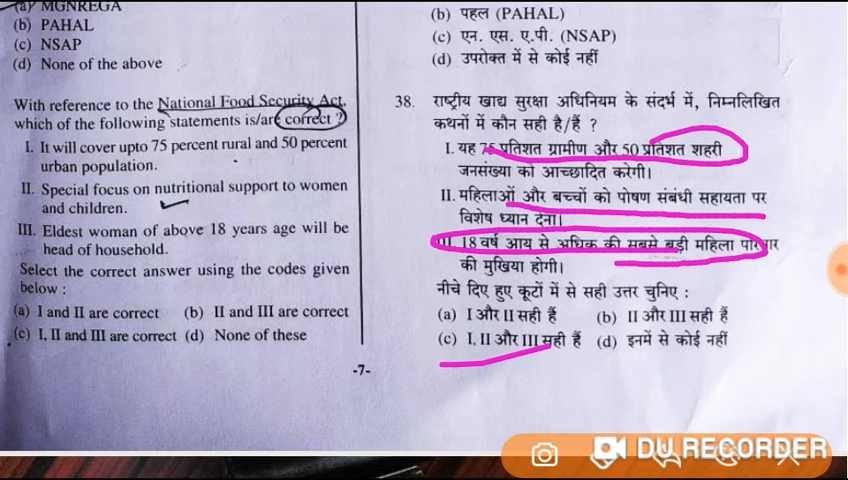 (a) MGNREGA
(b) PAHAL
(c) NSAP
(d) None of the above
With reference to the National Food Security Act,
which of the following statements is/are correct ?
I. It will cover upto 75 percent rural and 50 percent
urban population.
II. Special focus on nutritional support to women
and children.
III. Eldest woman of above 18 years age will be
head of household.
Select the correct answer using the codes given
below :
(a) I and II are correct (b) II and III are correct
(c) I, II and III are correct (d) None of these
-7-
(b) पहल (PAHAL)
(c) एन. एस. ए.पी. (NSAP)
(d) उपरोक्त में से कोई नहीं
38. राष्ट्रीय खाद्य सुरक्षा अधिनियम के संदर्भ में, निम्नलिखित
कथनों में कौन सही है/हैं ?
I. यह 75 प्रतिशत ग्रामीण और 50 प्रतिशत शहरी
जनसंख्या को आच्छादित करेगी।
II. महिलाओं और बच्चों को पोषण संबंधी सहायता पर
विशेष ध्यान देना।
III. 18 वर्ष आयु से अधिक की सबसे बड़ी महिला परिवार
की मुखिया होगी।
नीचे दिए हुए कूटों में से सही उत्तर चुनिए :
(a) I और II सही हैं (b) II और III सही हैं
(c) I, II और III सही हैं (d) इनमें से कोई नहीं
DU RECORDER